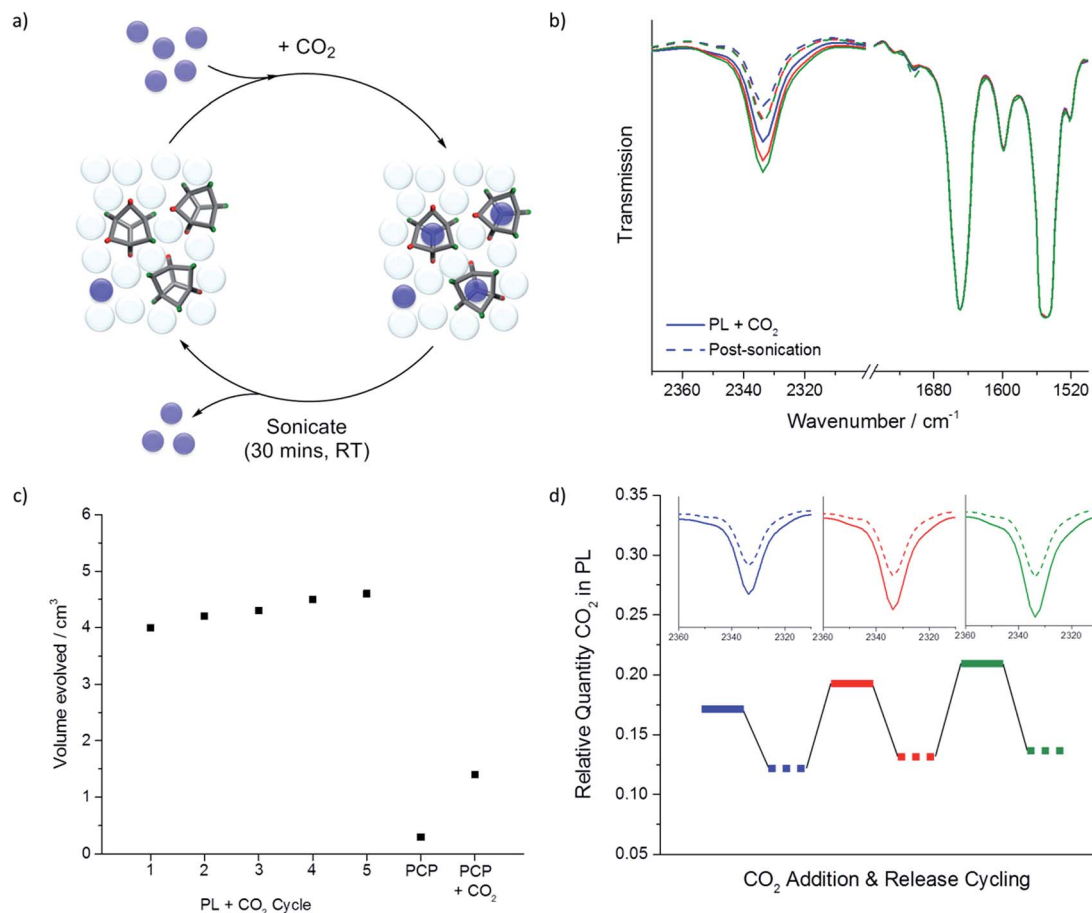 a)
+ CO₂
Sonicate
(30 mins, RT)
b)
Transmission
PL + CO₂
Post-sonication
2360 2340 2320 1680 1600 1520
Wavenumber / cm⁻¹
c)
Volume evolved / cm³
6
5
4
3
2
1
0
1 2 3 4 5 PCP PCP + CO₂
PL + CO₂ Cycle
d)
Relative Quantity CO₂ in PL
0.35
0.30
0.25
0.20
0.15
0.10
0.05
2360 2340 2320 2360 2340 2320 2360 2340 2320
CO₂ Addition & Release Cycling